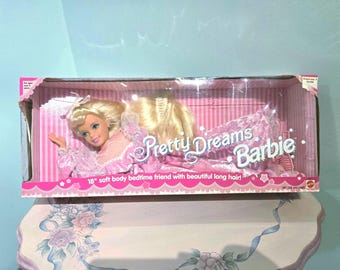 Pretty Dreams
Barbie
18" soft body bedtime friend with beautiful long hair!